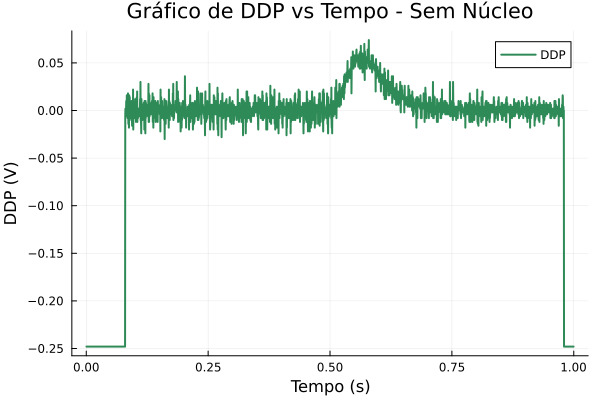 Gráfico de DDP vs Tempo - Sem Núcleo
DDP
DDP (V)
0.05
0.00
−0.05
−0.10
−0.15
−0.20
−0.25
0.00 0.25 0.50 0.75 1.00
Tempo (s)